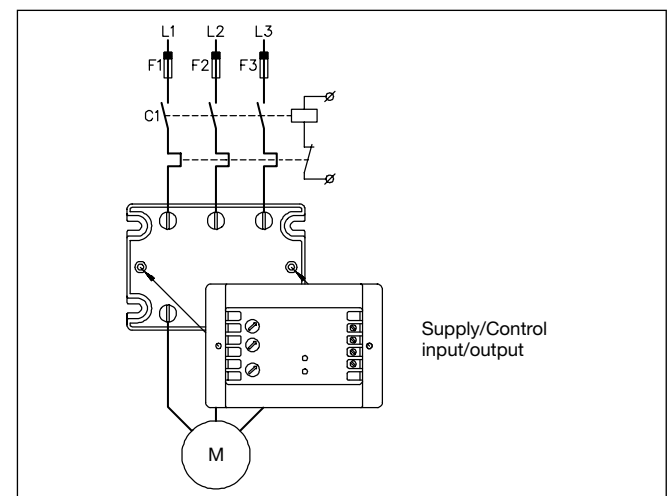 L1 L2 L3
F1 F2 F3
C1
Supply/Control
input/output
M